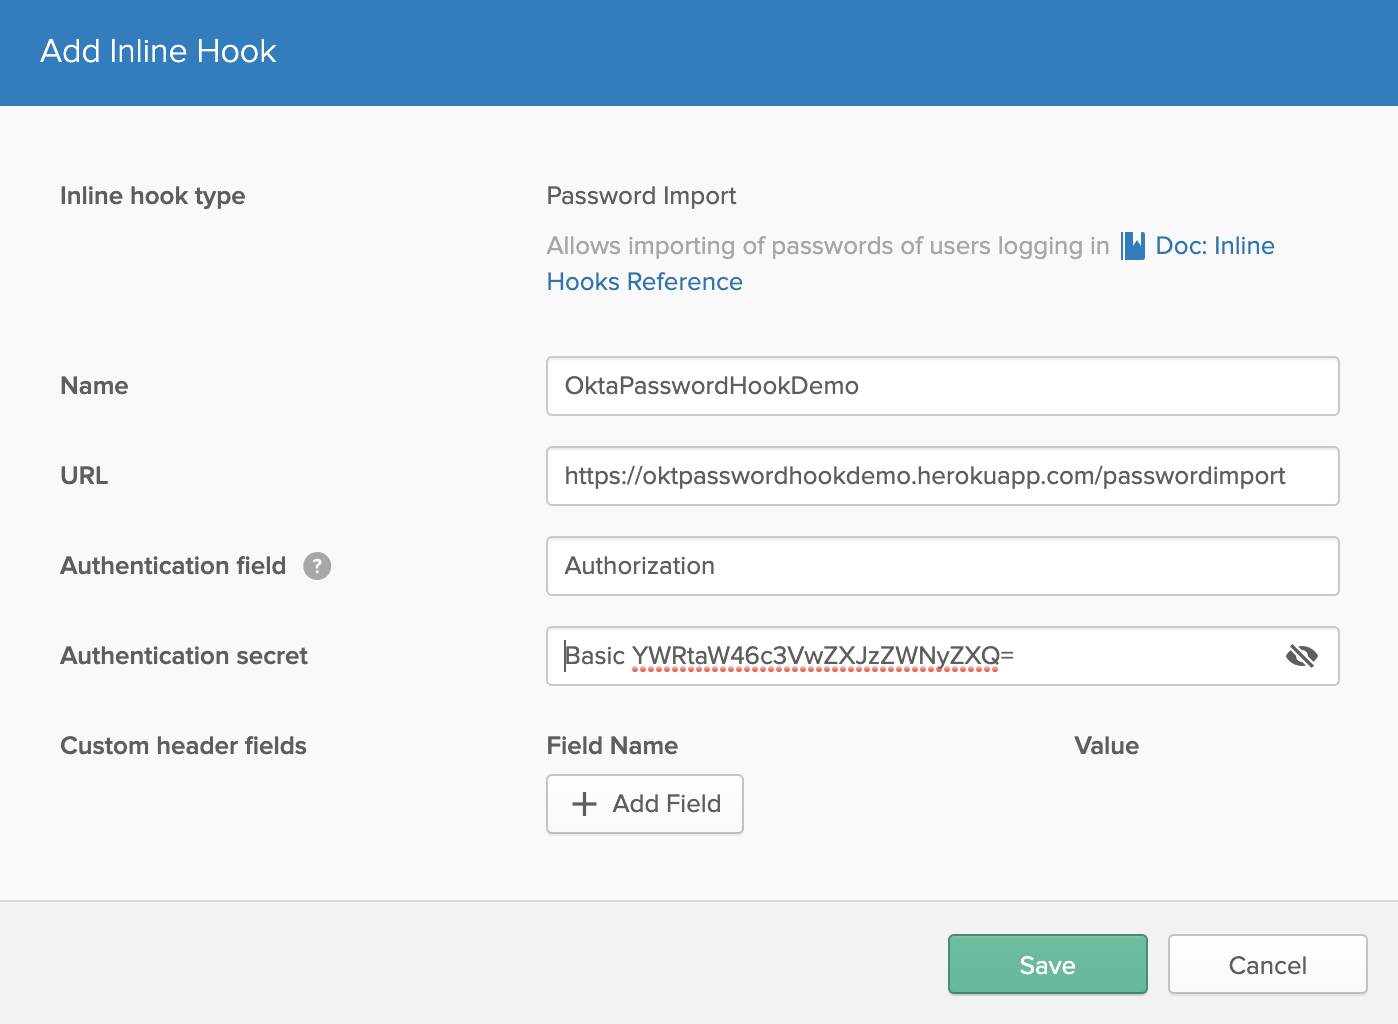 Add Inline Hook
Inline hook type
Password Import
Allows importing of passwords of users logging in Doc: Inline
Hooks Reference
Name
OktaPasswordHookDemo
URL
https://oktpasswordhookdemo.herokuapp.com/passwordimport
Authentication field ?
Authorization
Authentication secret
Basic YWRtaW46c3VwZXJzZWNyZXQ=
Custom header fields
Field Name
Value
+ Add Field
Save
Cancel